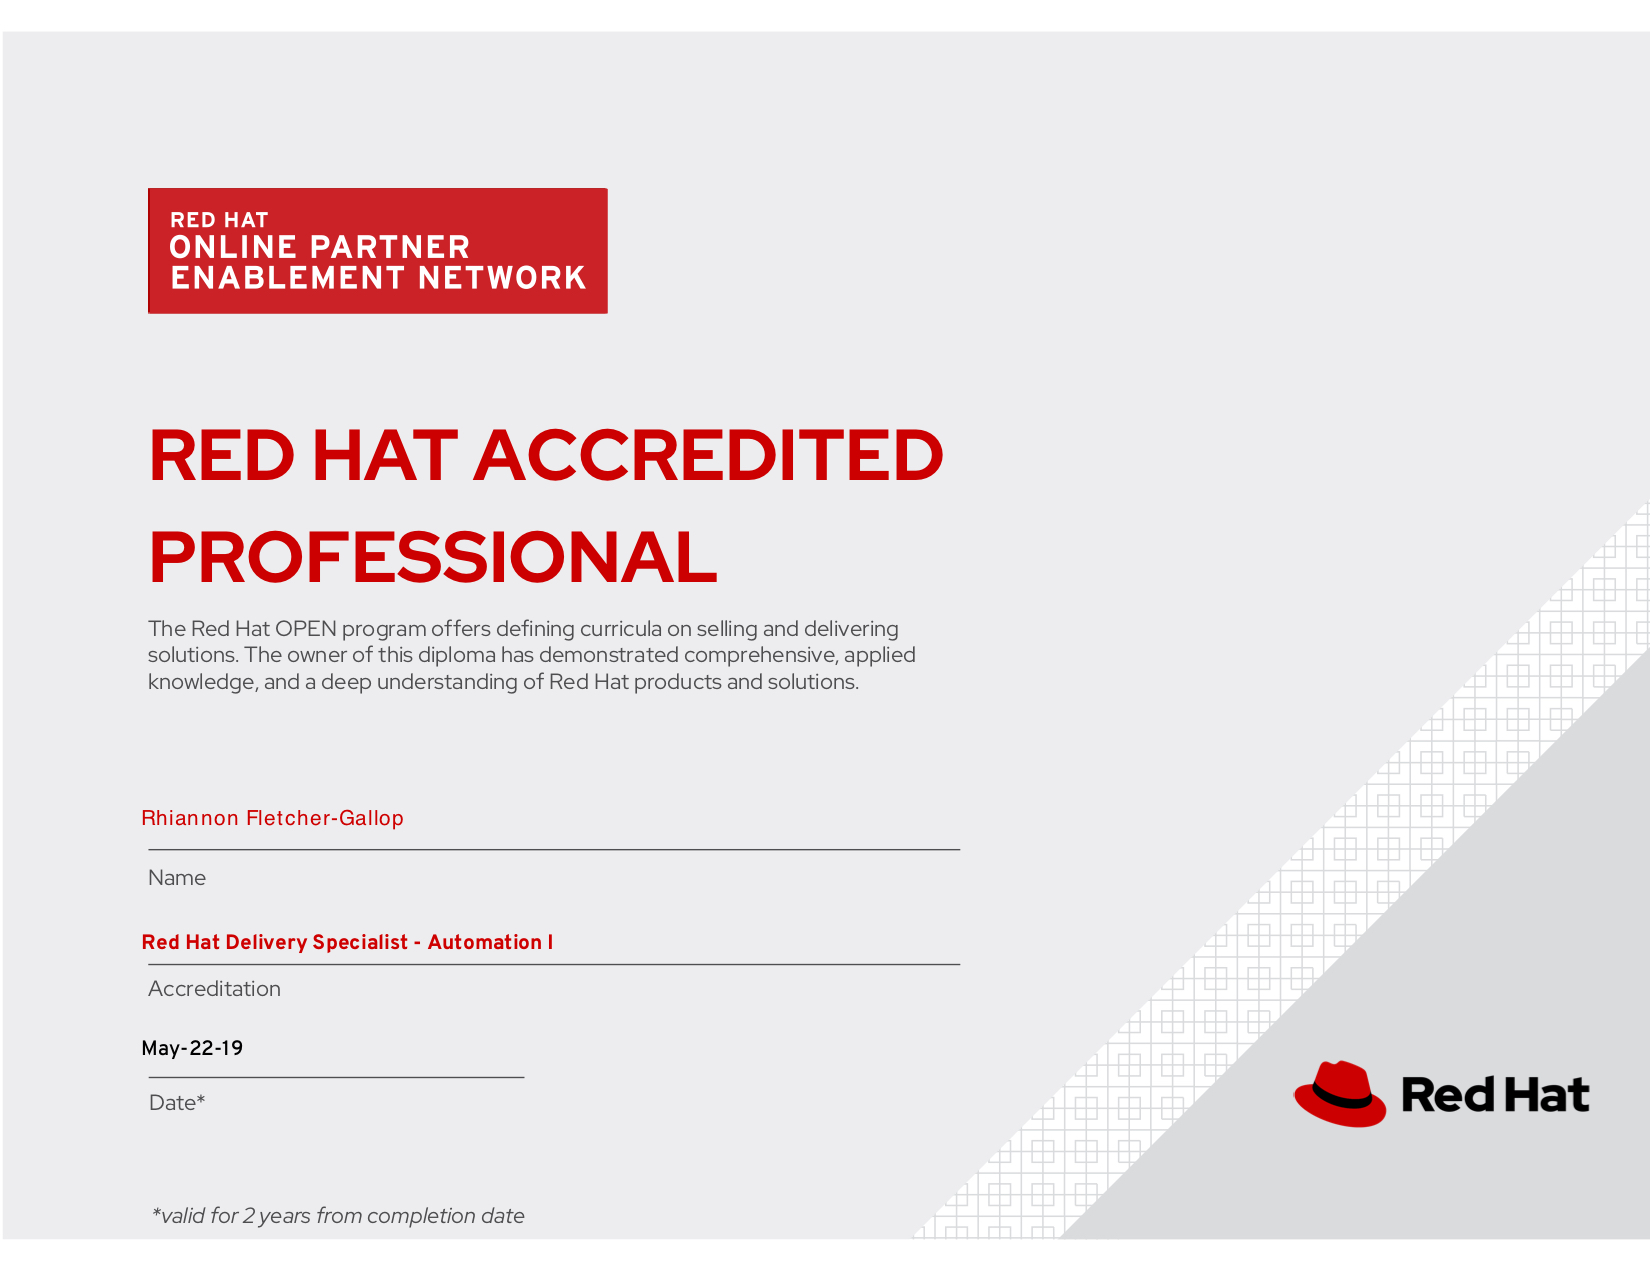 RED HAT
ONLINE PARTNER
ENABLEMENT NETWORK
RED HAT ACCREDITED
PROFESSIONAL
The Red Hat OPEN program offers defining curricula on selling and delivering
solutions. The owner of this diploma has demonstrated comprehensive, applied
knowledge, and a deep understanding of Red Hat products and solutions.
Rhiannon Fletcher-Gallop
Name
Red Hat Delivery Specialist - Automation I
Accreditation
May-22-19
Date*
Red Hat
*valid for 2 years from completion date